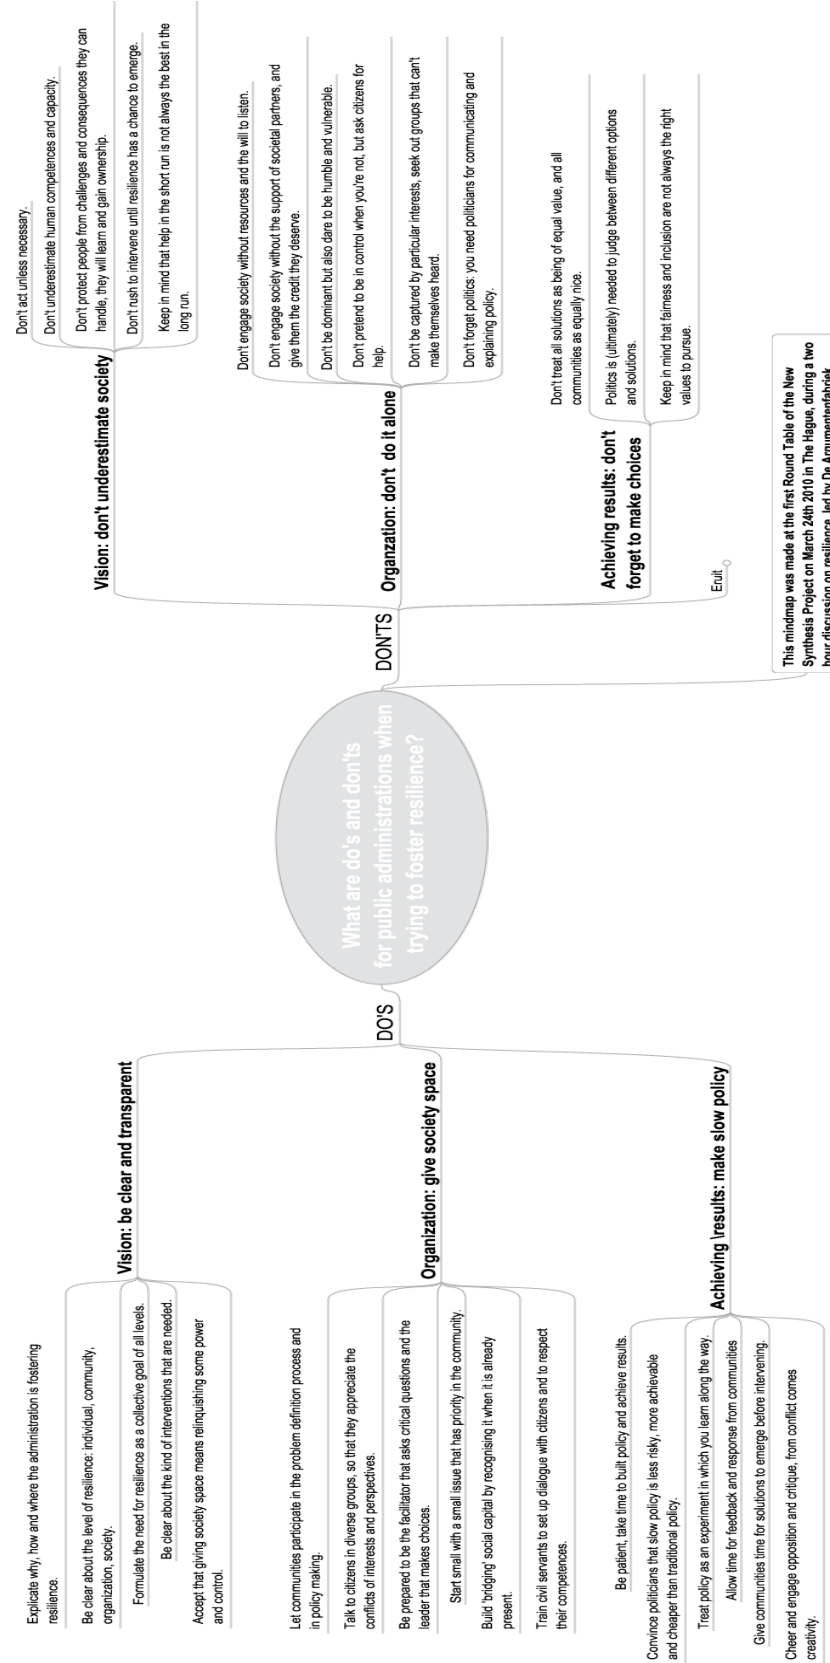 What are do's and don'ts
for public administrations when
trying to foster resilience?
DO'S
Vision: be clear and transparent
Explicate why, how and where the administration is fostering
resilience.
Be clear about the level of resilience: individual, community,
organization, society.
Formulate the need for resilience as a collective goal of all levels.
Be clear about the kind of interventions that are needed.
Accept that giving society space means relinquishing some power
and control.
Organization: give society space
Let communities participate in the problem definition process and
in policy making.
Talk to citizens in diverse groups, so that they appreciate the
conflicts of interests and perspectives.
Be prepared to be the facilitator that asks critical questions and the
leader that makes choices.
Start small with a small issue that has priority in the community.
Build 'bridging' social capital by recognising it when it is already
present.
Train civil servants to set up dialogue with citizens and to respect
their competences.
Achieving \results: make slow policy
Be patient, take time to built policy and achieve results.
Convince politicians that slow policy is less risky, more achievable
and cheaper than traditional policy.
Treat policy as an experiment in which you learn along the way.
Allow time for feedback and response from communities
Give communities time for solutions to emerge before intervening.
Cheer and engage opposition and critique, from conflict comes
creativity.
DON'TS
Vision: don't underestimate society
Don't act unless necessary.
Don't underestimate human competences and capacity.
Don't protect people from challenges and consequences they can
handle, they will learn and gain ownership.
Don't rush to intervene until resilience has a chance to emerge.
Keep in mind that help in the short run is not always the best in the
long run.
Organzation: don't do it alone
Don't engage society without resources and the will to listen.
Don't engage society without the support of societal partners, and
give them the credit they deserve.
Don't be dominant but also dare to be humble and vulnerable.
Don't pretend to be in control when you're not, but ask citizens for
help.
Don't be captured by particular interests, seek out groups that can't
make themselves heard.
Don't forget politics: you need politicians for communicating and
explaining policy.
Achieving results: don't
forget to make choices
Don't treat all solutions as being of equal value, and all
communities as equally nice.
Politics is (ultimately) needed to judge between different options
and solutions.
Keep in mind that fairness and inclusion are not always the right
values to pursue.
Eruit
This mindmap was made at the first Round Table of the New
Synthesis Project on March 24th 2010 in The Hague, during a two
hour discussion on resilience, led by De Argumentenfabriek